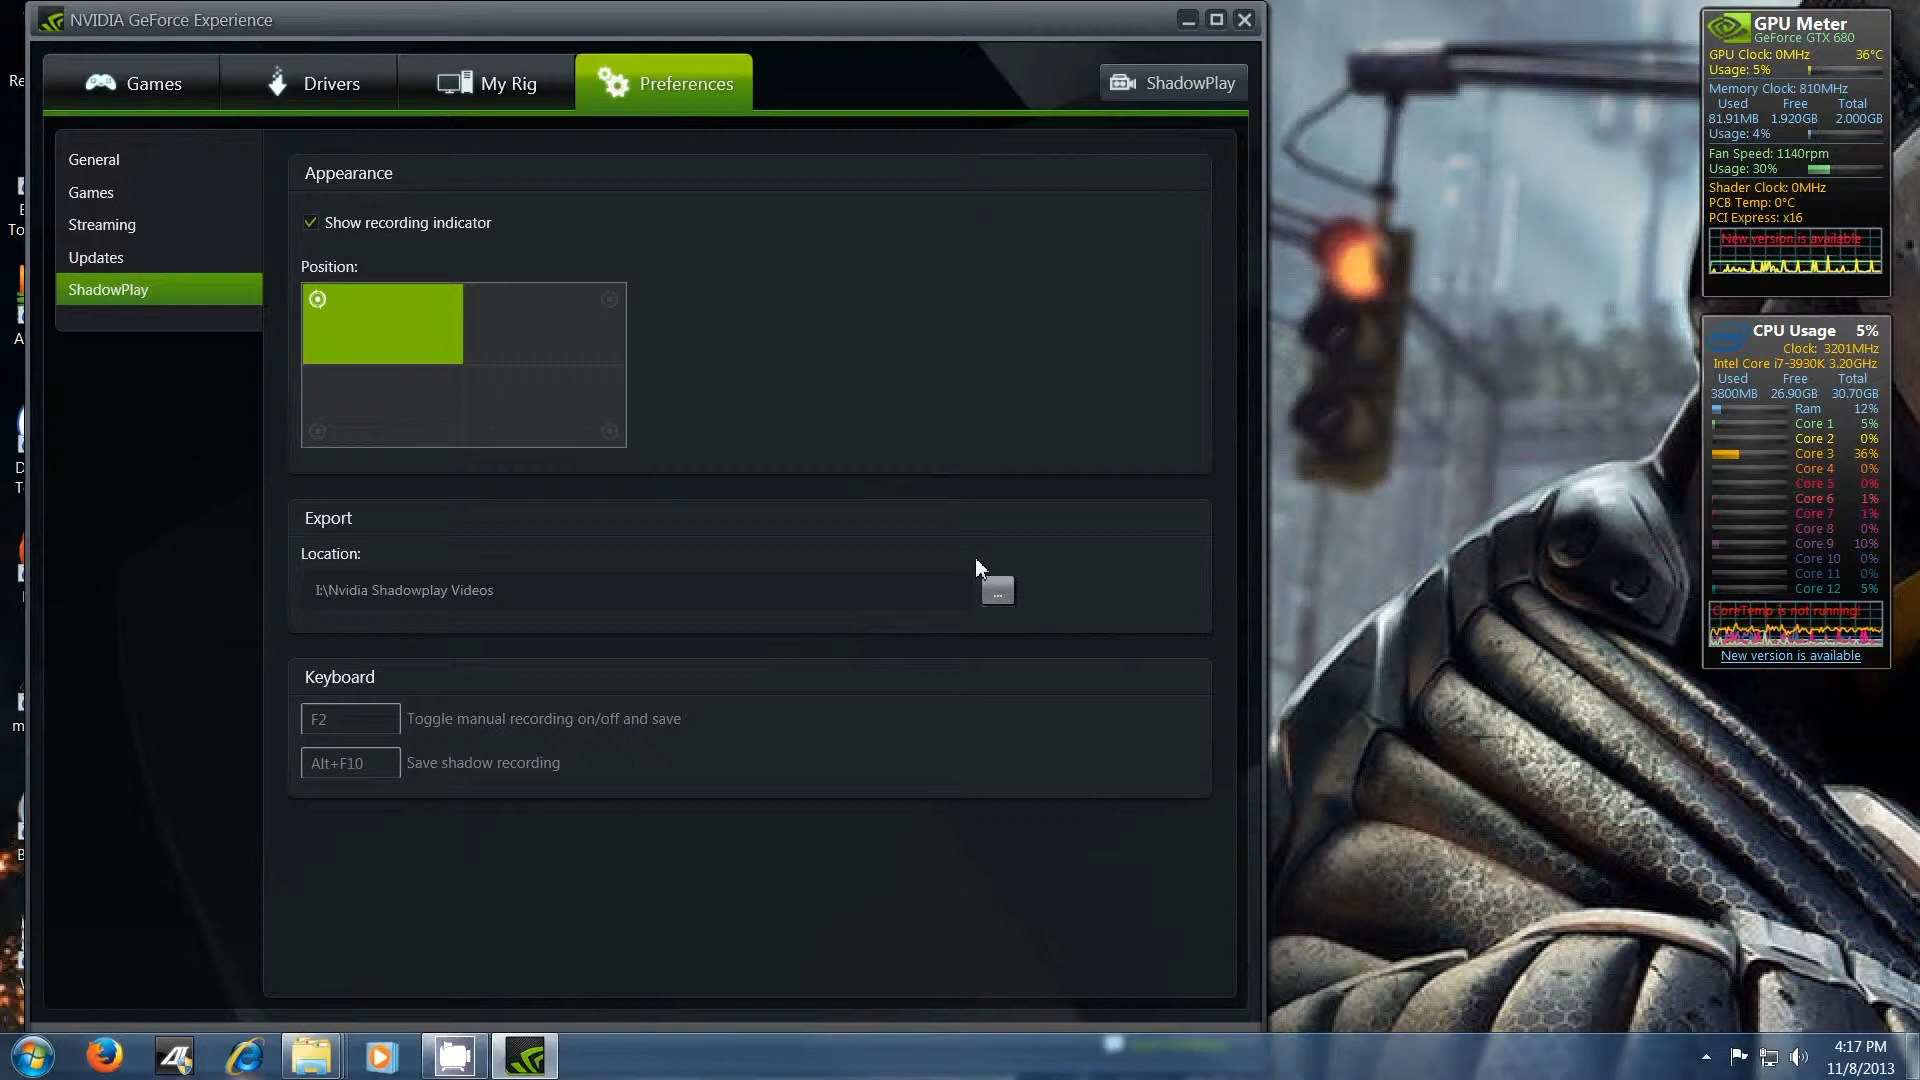 NVIDIA GeForce Experience
Games
Drivers
My Rig
Preferences
ShadowPlay
General
Games
Streaming
Updates
ShadowPlay
Appearance
Show recording indicator
Position:
Export
Location:
I:\Nvidia Shadowplay Videos
...
Keyboard
F2 Toggle manual recording on/off and save
Alt+F10 Save shadow recording
GPU Meter
GeForce GTX 680
GPU Clock: 0MHz 36°C
Usage: 5%
Memory Clock: 810MHz
Used Free Total
81.91MB 1.920GB 2.000GB
Usage: 4%
Fan Speed: 1140rpm
Usage: 30%
Shader Clock: 0MHz
PCB Temp: 0°C
PCI Express: x16
New version is available
CPU Usage 5%
Clock: 3201MHz
Intel Core i7-3930K 3.20GHz
Used Free Total
3800MB 26.90GB 30.70GB
Ram 12%
Core 1 5%
Core 2 0%
Core 3 36%
Core 4 0%
Core 5 0%
Core 6 1%
Core 7 1%
Core 8 0%
Core 9 10%
Core 10 0%
Core 11 0%
Core 12 5%
CoreTemp is not running!
New version is available
4:17 PM
11/8/2013